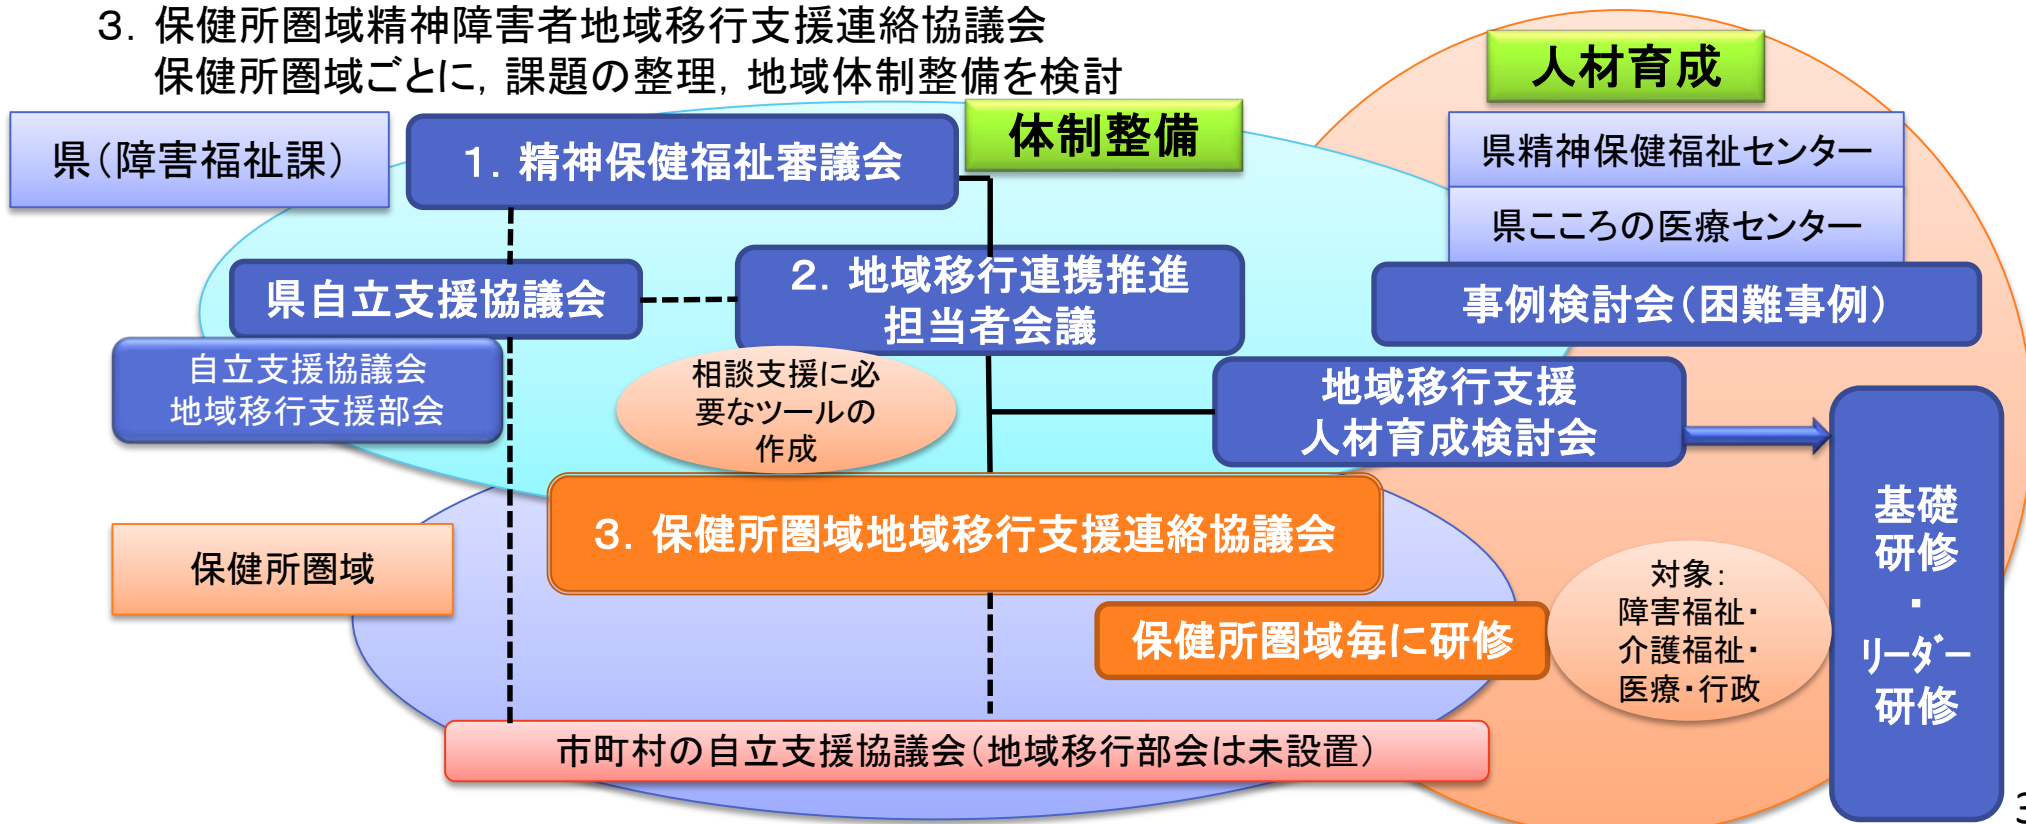 3．保健所圏域精神障害者地域移行支援連絡協議会
保健所圏域ごとに，課題の整理，地域体制整備を検討
人材育成
体制整備
県（障害福祉課）
1．精神保健福祉審議会
県精神保健福祉センター
県こころの医療センター
県自立支援協議会
2．地域移行連携推進
担当者会議
事例検討会（困難事例）
自立支援協議会
地域移行支援部会
相談支援に必
要なツールの
作成
地域移行支援
人材育成検討会
3．保健所圏域地域移行支援連絡協議会
保健所圏域
基礎
研修
・
リーダー
研修
対象：
障害福祉・
介護福祉・
医療・行政
保健所圏域毎に研修
市町村の自立支援協議会（地域移行部会は未設置）